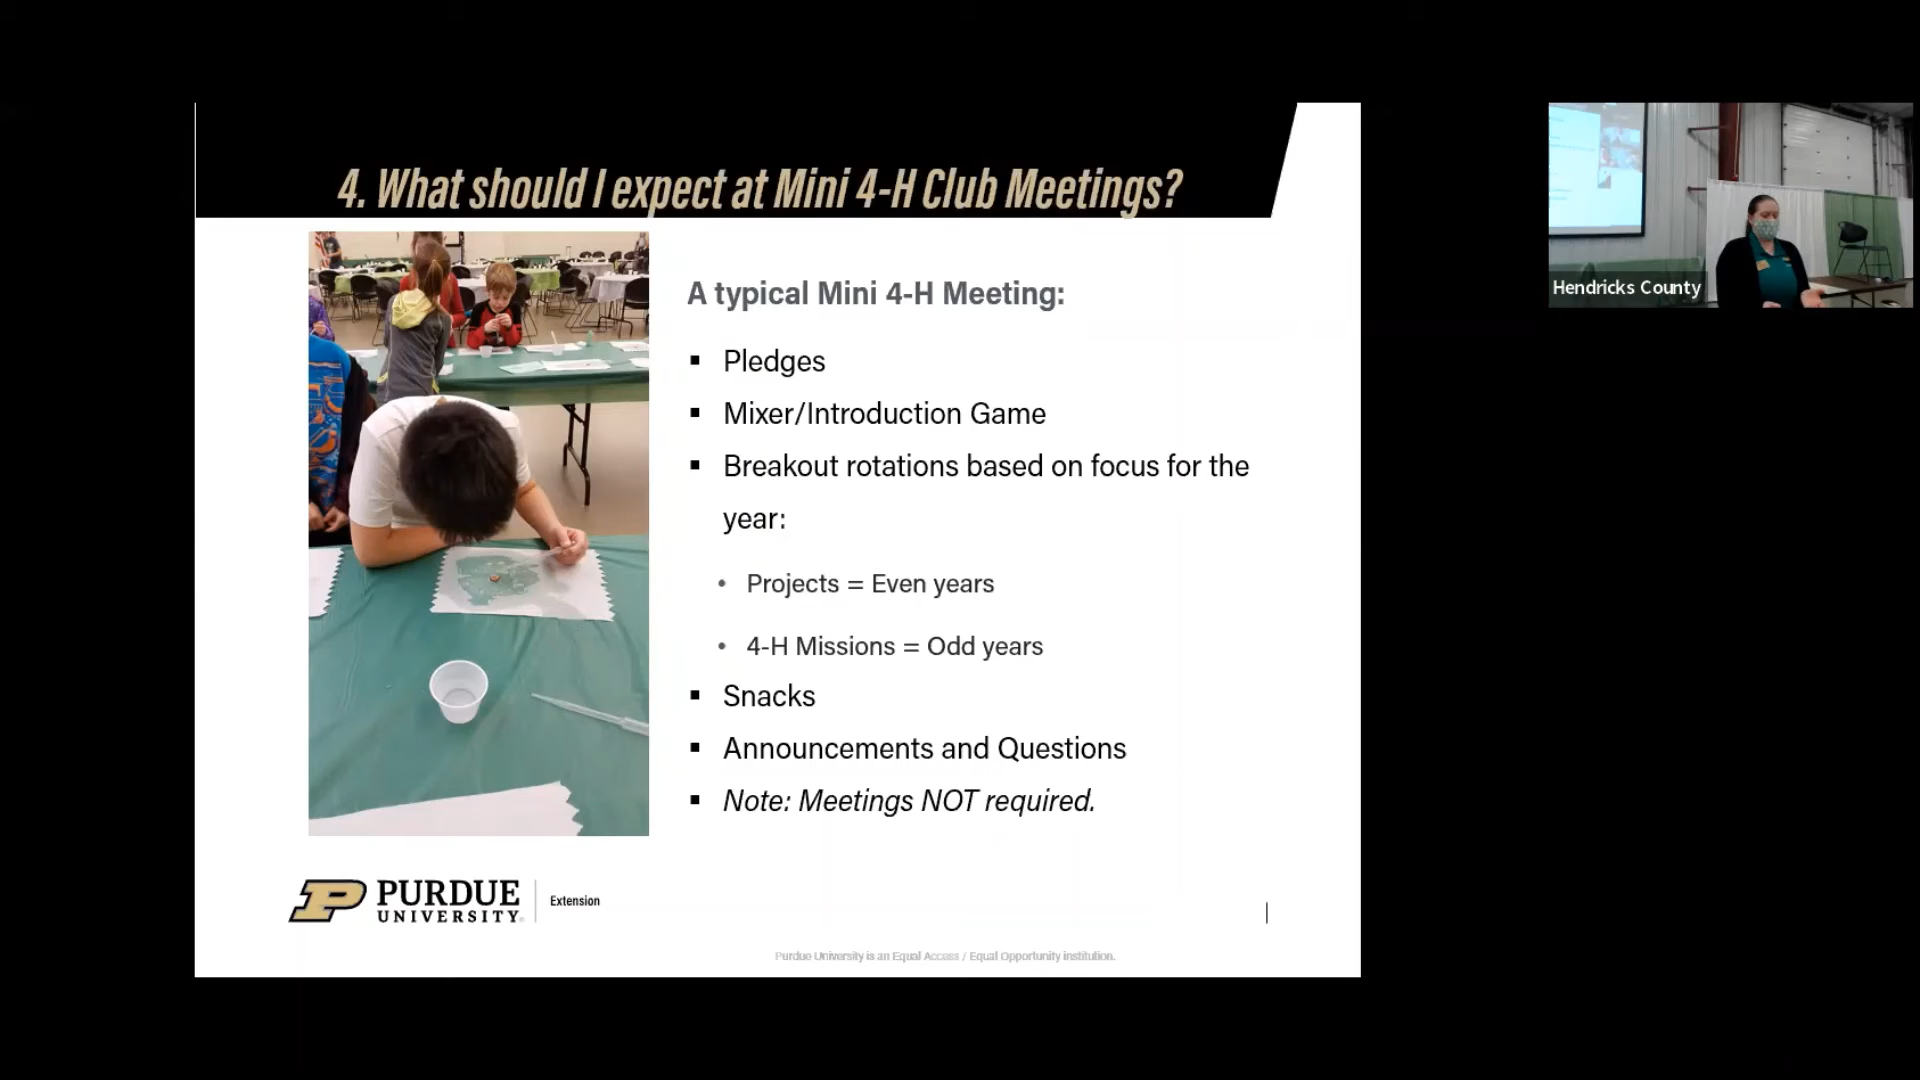 4. What should I expect at Mini 4-H Club Meetings?
A typical Mini 4-H Meeting:
▪ Pledges
▪ Mixer/Introduction Game
▪ Breakout rotations based on focus for the
year:
• Projects = Even years
• 4-H Missions = Odd years
▪ Snacks
▪ Announcements and Questions
▪ Note: Meetings NOT required.
PURDUE
UNIVERSITY
Extension
Purdue University is an Equal Access / Equal Opportunity institution.
Hendricks County